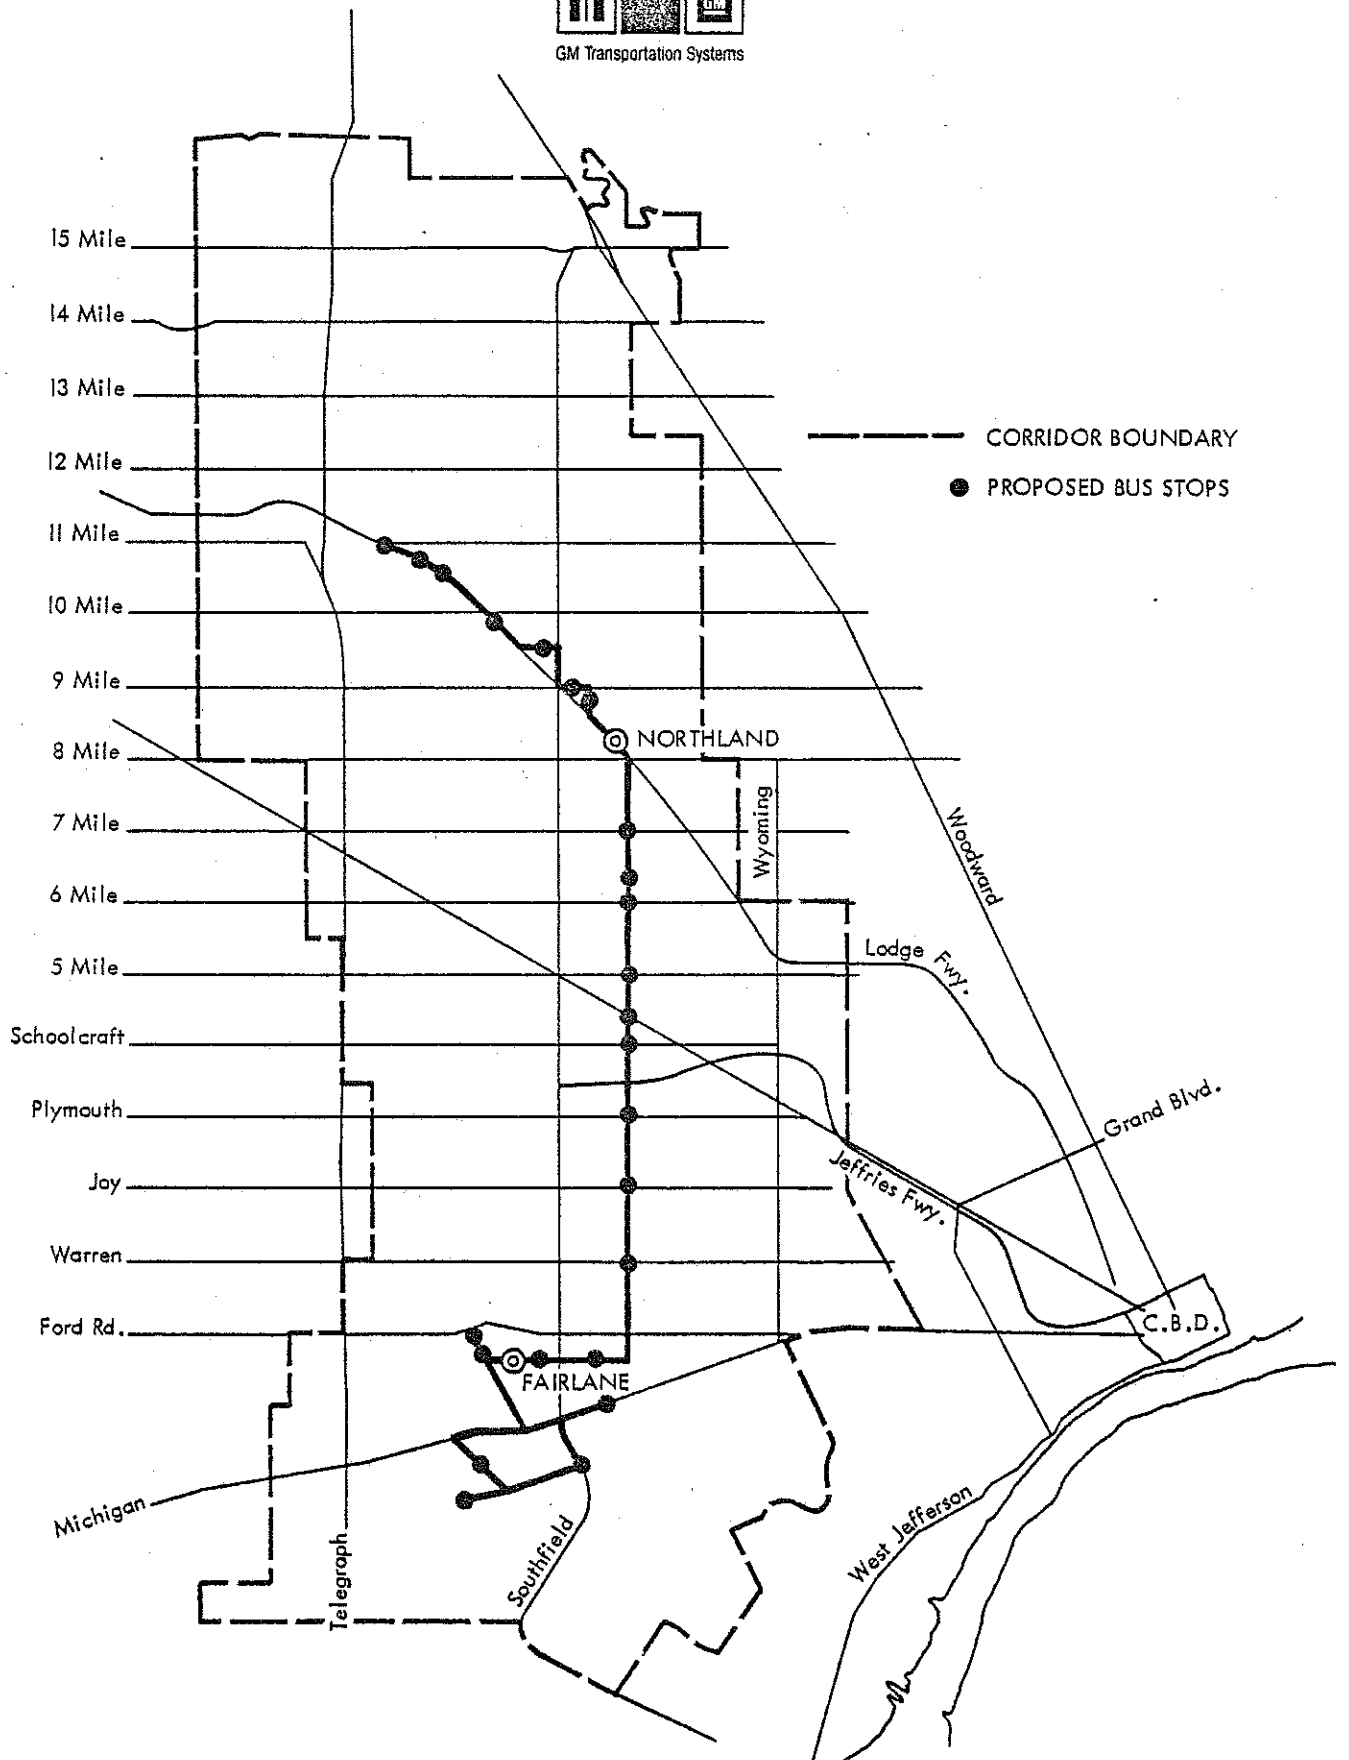 GM Transportation Systems
15 Mile
14 Mile
13 Mile
CORRIDOR BOUNDARY
12 Mile
PROPOSED BUS STOPS
11 Mile
10 Mile
9 Mile
NORTHLAND
8 Mile
Wyoming
Woodward
7 Mile
6 Mile
Lodge Fwy.
5 Mile
Schoolcraft
Plymouth
Grand Blvd.
Jeffries Fwy.
Joy
Warren
Ford Rd.
C.B.D.
FAIRLANE
Michigan
Telegraph
Southfield
West Jefferson